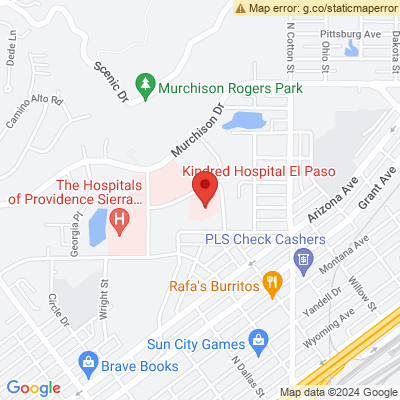 Map error: g.co/staticmaperror
Dede Ln
Scenic Dr
Camino Alto Rd
Murchison Rogers Park
Murchison Dr
Pittsburg Ave
N Cotton St
Ohio St
Dakota St
Kindred Hospital El Paso
The Hospitals
of Providence Sierra...
H
Georgia Pl
Arizona Ave
Grant Ave
PLS Check Cashers
Montana Ave
Rafa's Burritos
Wright St
Circle Dr
Yandell Dr
Willow St
Wyoming Ave
Sun City Games
Brave Books
N Dallas St
Google
Map data ©2024 Google